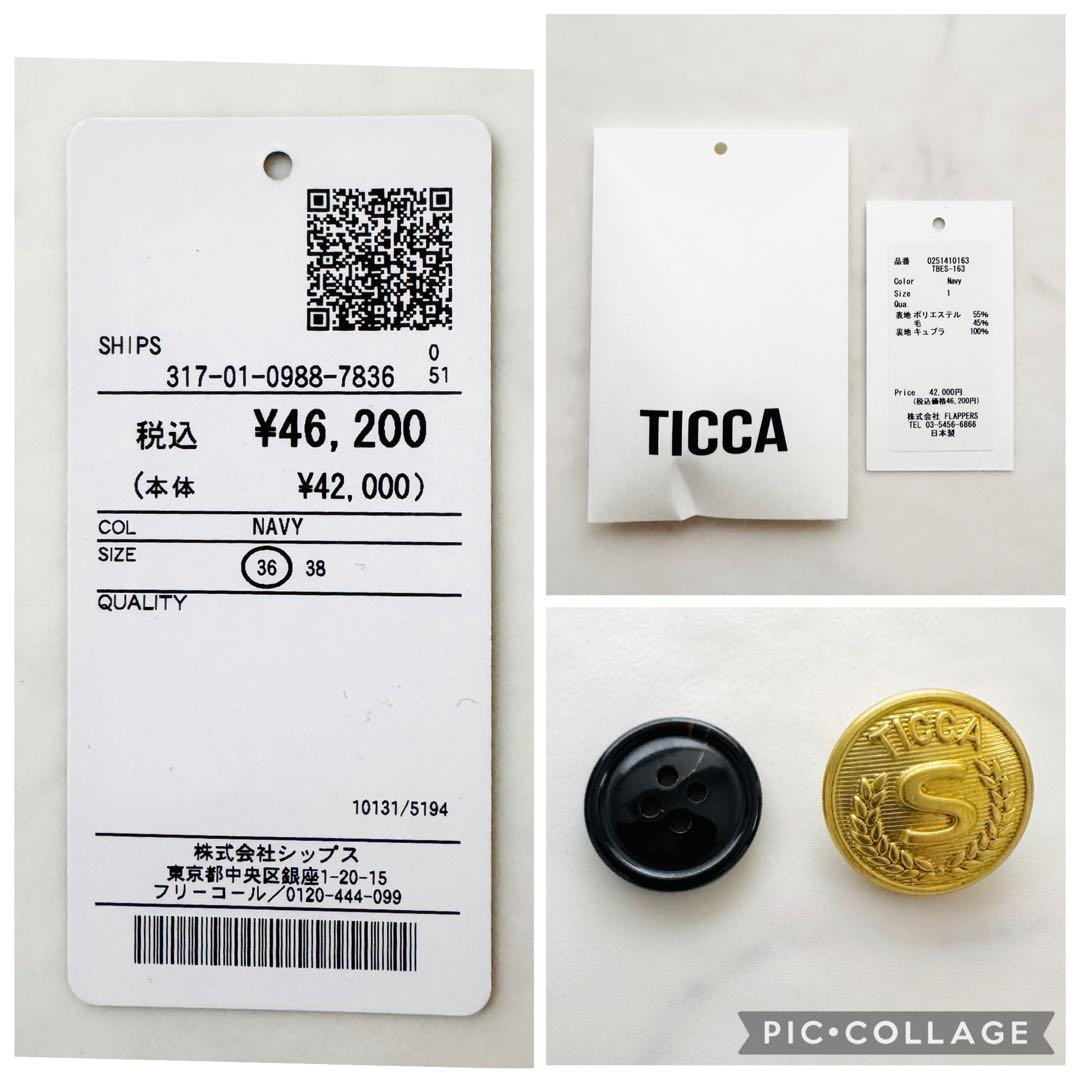 SHIPS
0
317-01-0988-7836 51
税込 ¥46,200
(本体 ¥42,000)
COL NAVY
SIZE 36 38
QUALITY
10131/5194
株式会社シップス
東京都中央区銀座1-20-15
フリーコール/0120-444-099
TICCA
品番 0251410163
TBES-163
Color Navy
Size 1
Qua.
表地 ポリエステル 55%
毛 45%
裏地 キュプラ 100%
Price 42,000円
(税込価格46,200円)
株式会社 FLAPPERS
TEL 03-5456-6866
日本製
TICCA
S
PIC•COLLAGE